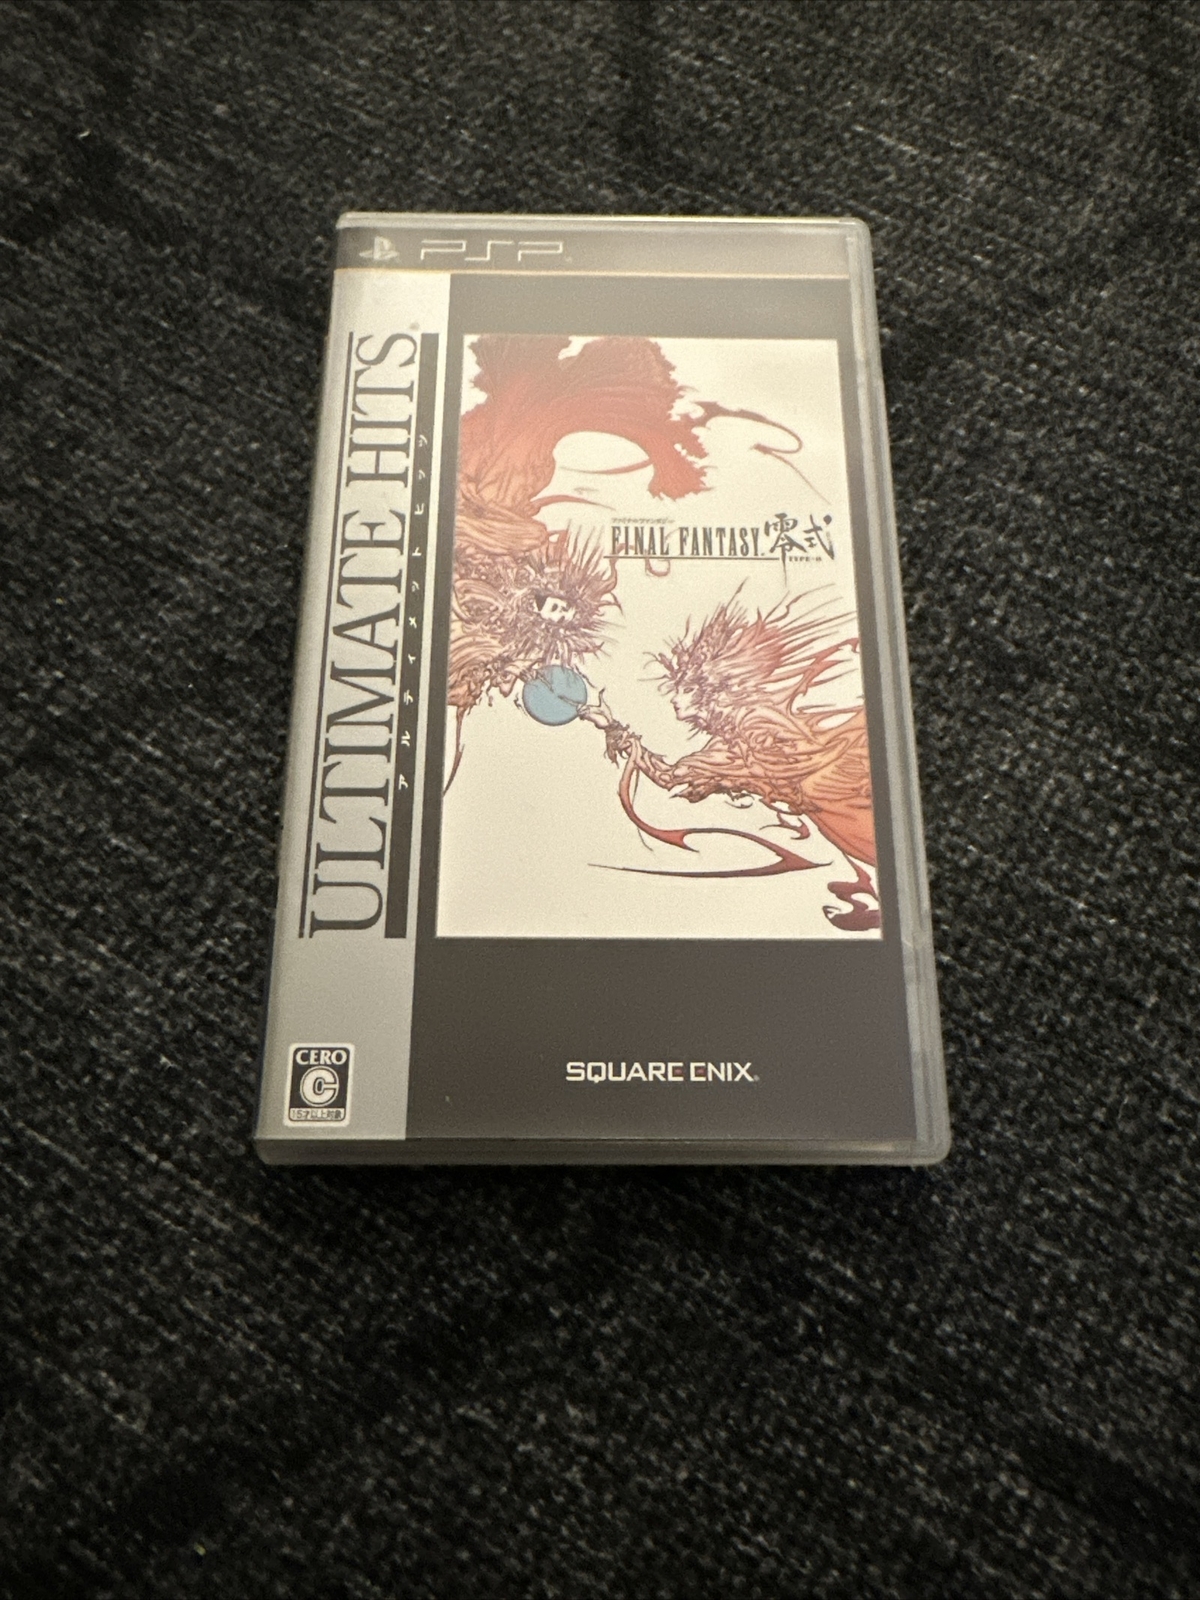 PSP
ULTIMATE HITS
アルティメットヒッツ
ファイナルファンタジー
FINAL FANTASY. 零式
TYPE-0
CERO
C
15才以上対象
SQUARE ENIX